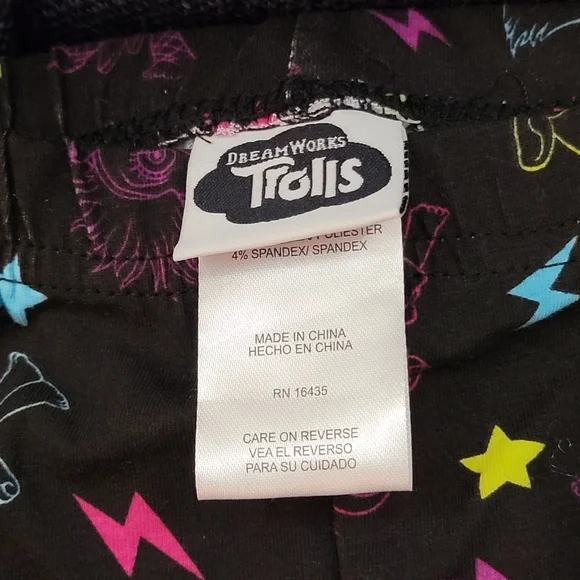 DREAMWORKS
Trolls
4% SPANDEX/ SPANDEX
MADE IN CHINA
HECHO EN CHINA
RN 16435
CARE ON REVERSE
VEA EL REVERSO
PARA SU CUIDADO